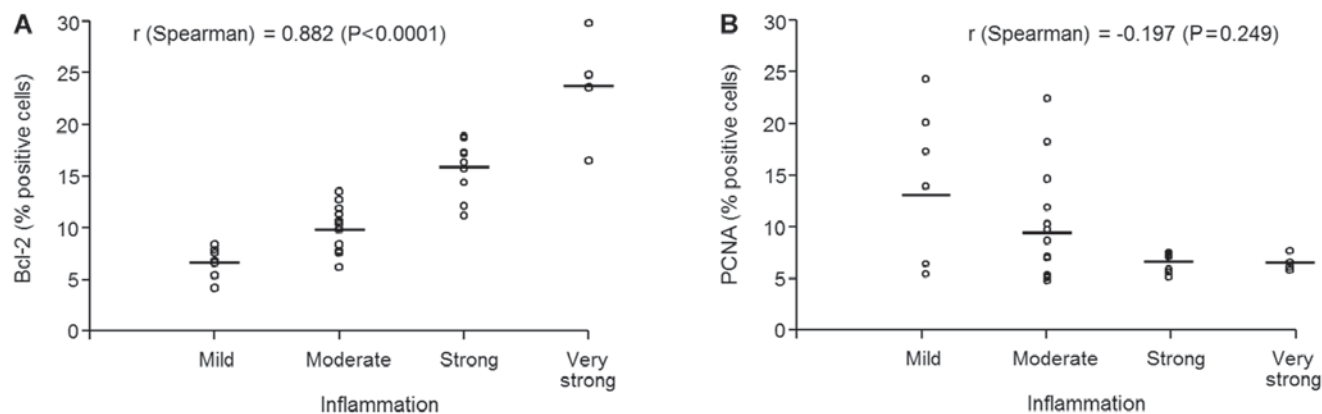 A
r (Spearman) = 0.882 (P<0.0001)
Bcl-2 (% positive cells)
30
25
20
15
10
5
0
Mild
Moderate
Strong
Very
strong
Inflammation
B
r (Spearman) = -0.197 (P=0.249)
PCNA (% positive cells)
30
25
20
15
10
5
0
Mild
Moderate
Strong
Very
strong
Inflammation